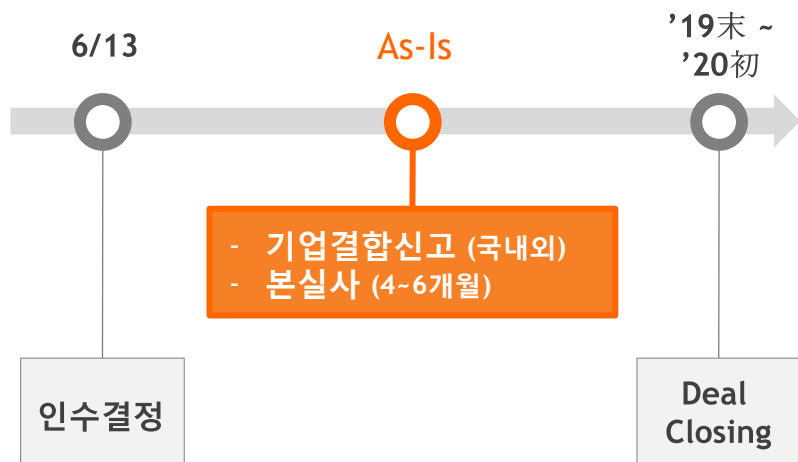 6/13
As-Is
’19末 ~
’20初
- 기업결합신고 (국내외)
- 본실사 (4~6개월)
인수결정
Deal
Closing